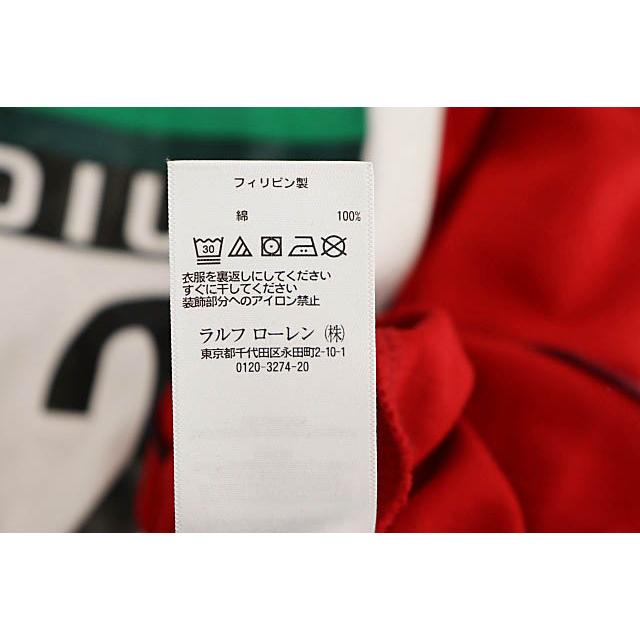 フィリピン製
綿 100%
30
衣服を裏返しにしてください
すぐに干してください
装飾部分へのアイロン禁止
ラルフ ローレン (株)
東京都千代田区永田町2-10-1
0120-3274-20